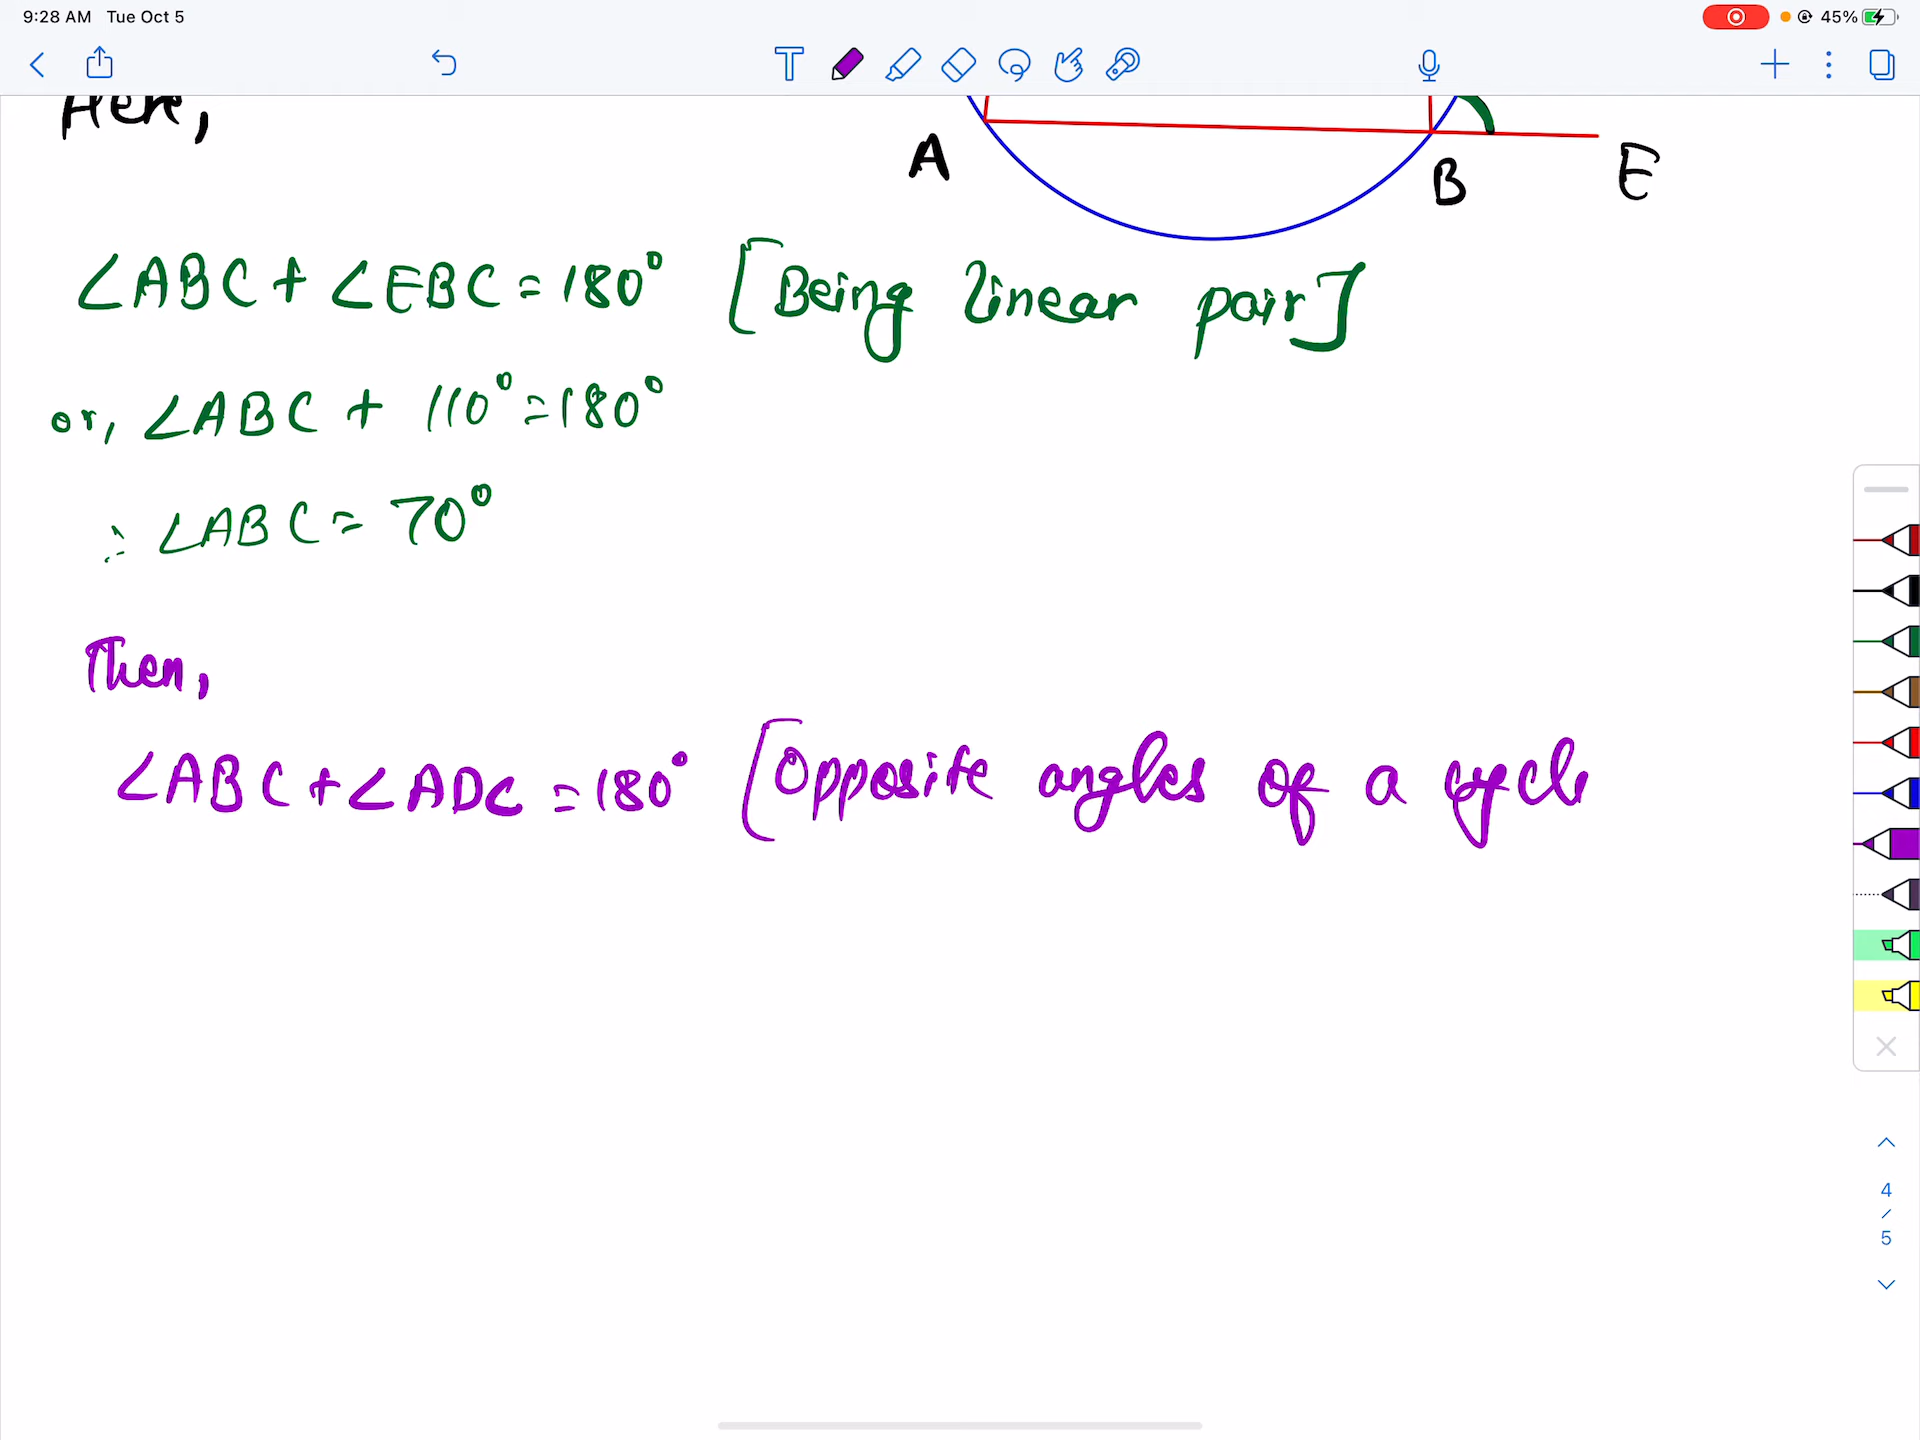 9:28 AM Tue Oct 5
45%
Here,
A
B
E
∠ABC + ∠EBC = 180° [Being linear pair]
or, ∠ABC + 110° = 180°
∴ ∠ABC = 70°
Then,
∠ABC + ∠ADC = 180° [Opposite angles of a cycli
4
/
5